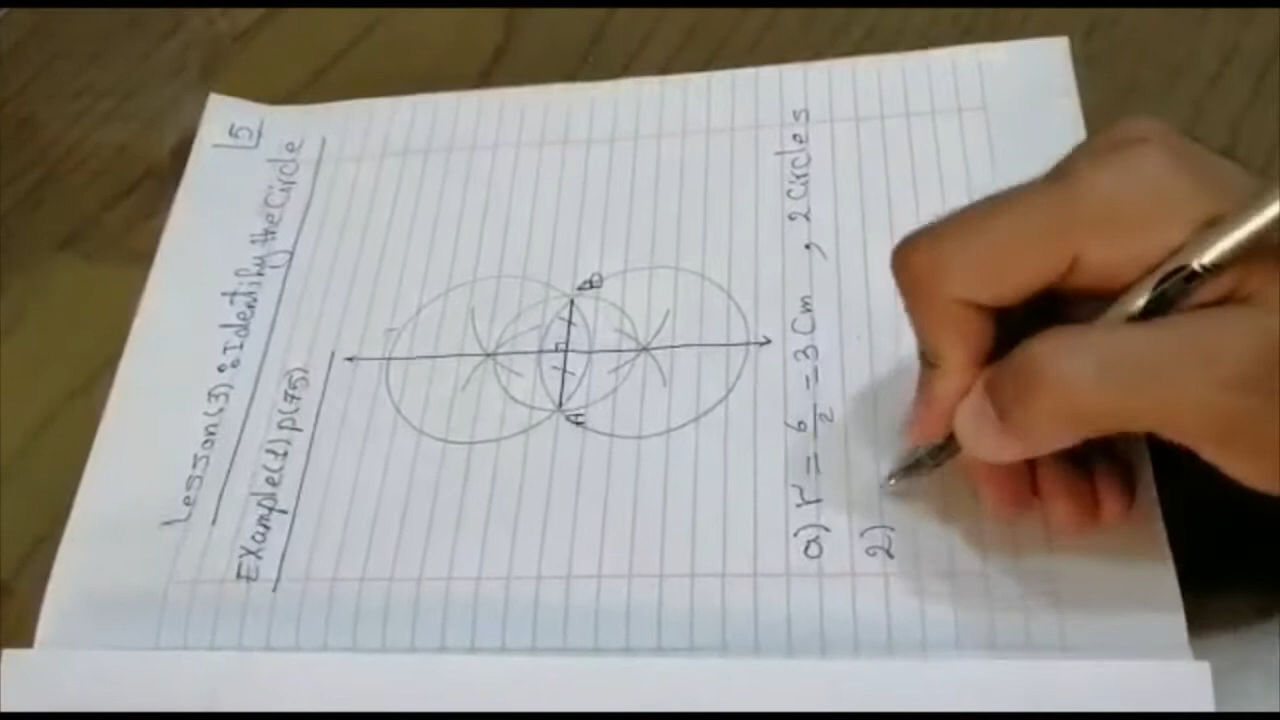 5
Lesson(3) : Identify the Circle
Example(1) P(75)
A
B
a) r = 6/2 = 3 Cm , 2 Circles
2)